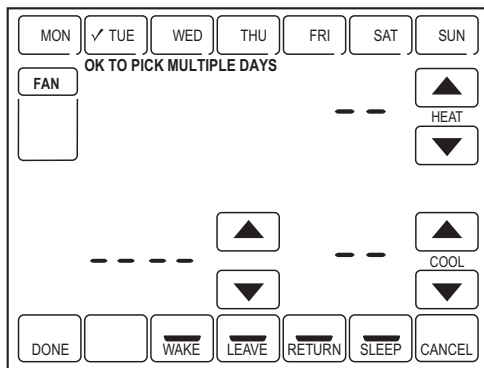 MON ✓ TUE WED THU FRI SAT SUN
OK TO PICK MULTIPLE DAYS
FAN
HEAT
COOL
DONE WAKE LEAVE RETURN SLEEP CANCEL